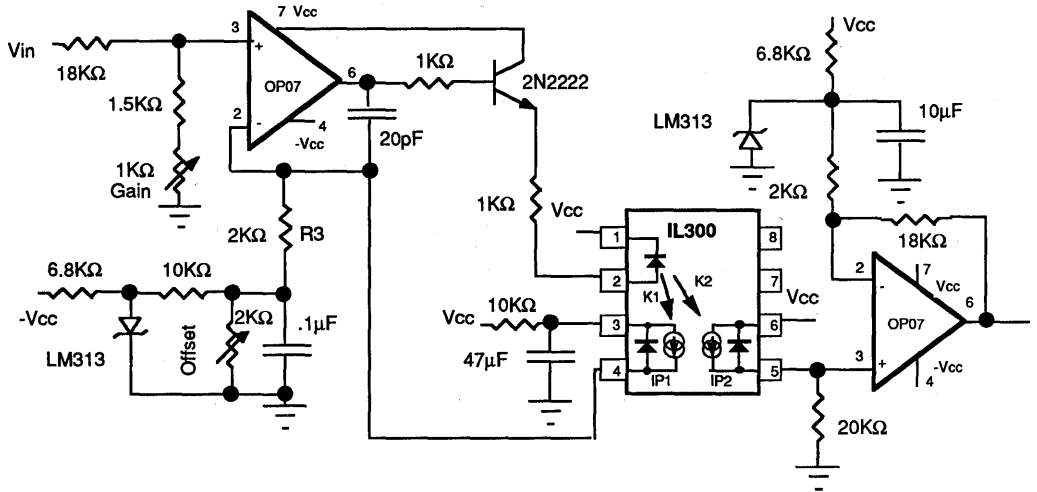 Vin
18KΩ
1.5KΩ
1KΩ
Gain
3
+
2
-
OP07
7 Vcc
6
4
-Vcc
20pF
1KΩ
2N2222
1KΩ
2KΩ
R3
6.8KΩ
-Vcc
10KΩ
LM313
2KΩ
Offset
.1μF
Vcc
10KΩ
Vcc
47μF
IL300
1
2
3
4
8
7
6
5
K1
K2
IP1
IP2
Vcc
Vcc
6.8KΩ
LM313
10μF
2KΩ
18KΩ
2
-
3
+
OP07
7
Vcc
6
-Vcc
4
20KΩ